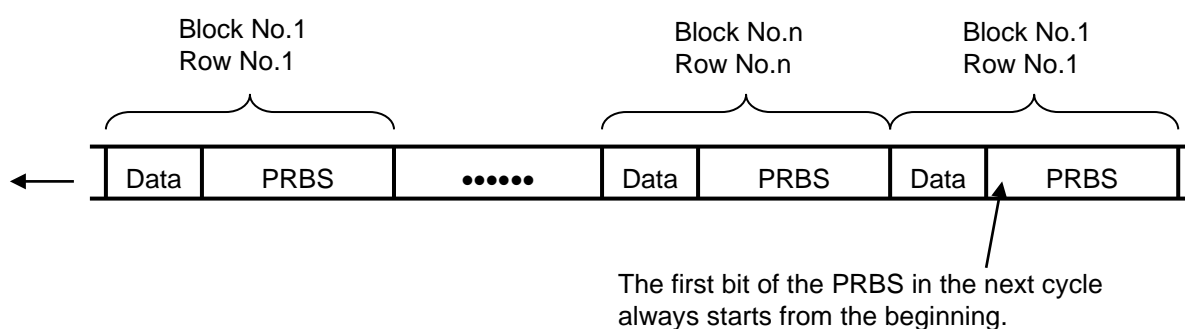 Block No.1
Row No.1
Block No.n
Row No.n
Block No.1
Row No.1
Data PRBS •••••• Data PRBS Data PRBS
The first bit of the PRBS in the next cycle
always starts from the beginning.